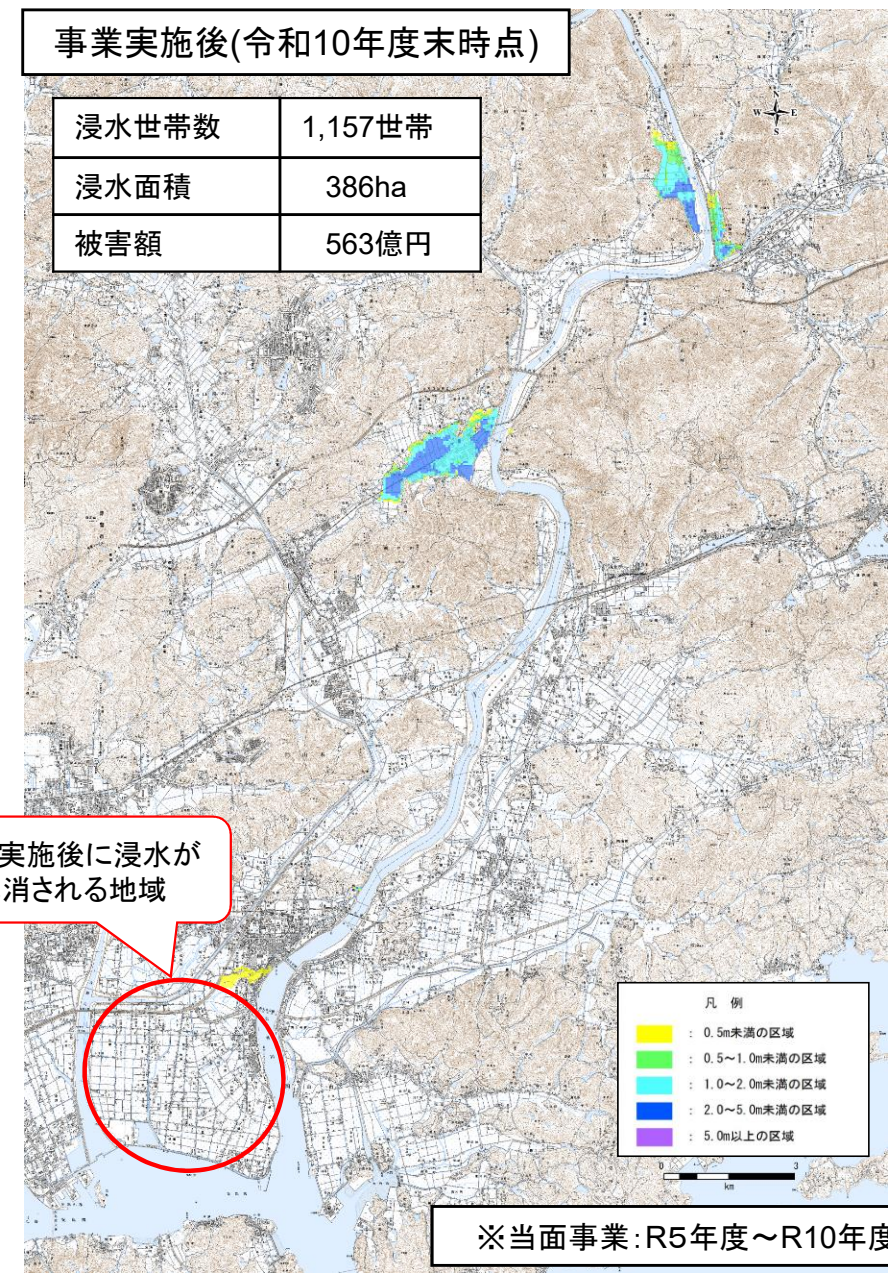 事業実施後(令和10年度末時点)
浸水世帯数 1,157世帯
浸水面積 386ha
被害額 563億円
N
W E
S
実施後に浸水が
消される地域
凡 例
: 0.5m未満の区域
: 0.5～1.0m未満の区域
: 1.0～2.0m未満の区域
: 2.0～5.0m未満の区域
: 5.0m以上の区域
0 3
km
※当面事業:R5年度～R10年度